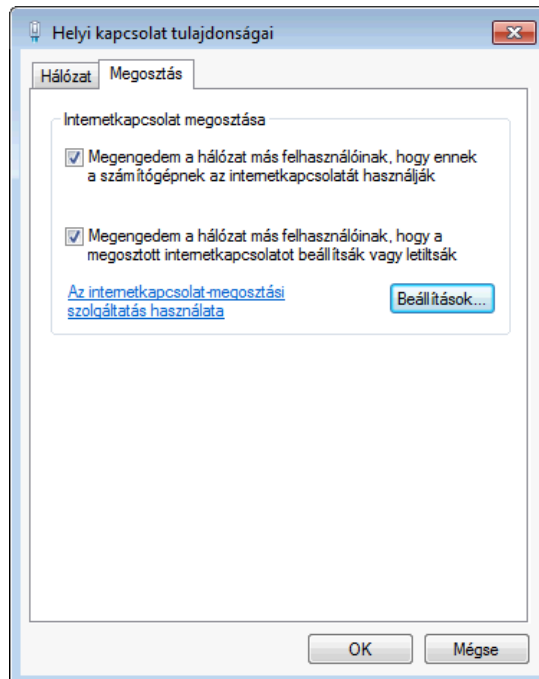 Helyi kapcsolat tulajdonságai
Hálózat
Megosztás
Internetkapcsolat megosztása
Megengedem a hálózat más felhasználóinak, hogy ennek
a számítógépnek az internetkapcsolatát használják
Megengedem a hálózat más felhasználóinak, hogy a
megosztott internetkapcsolatot beállítsák vagy letiltsák
Az internetkapcsolat-megosztási
szolgáltatás használata
Beállítások...
OK
Mégse